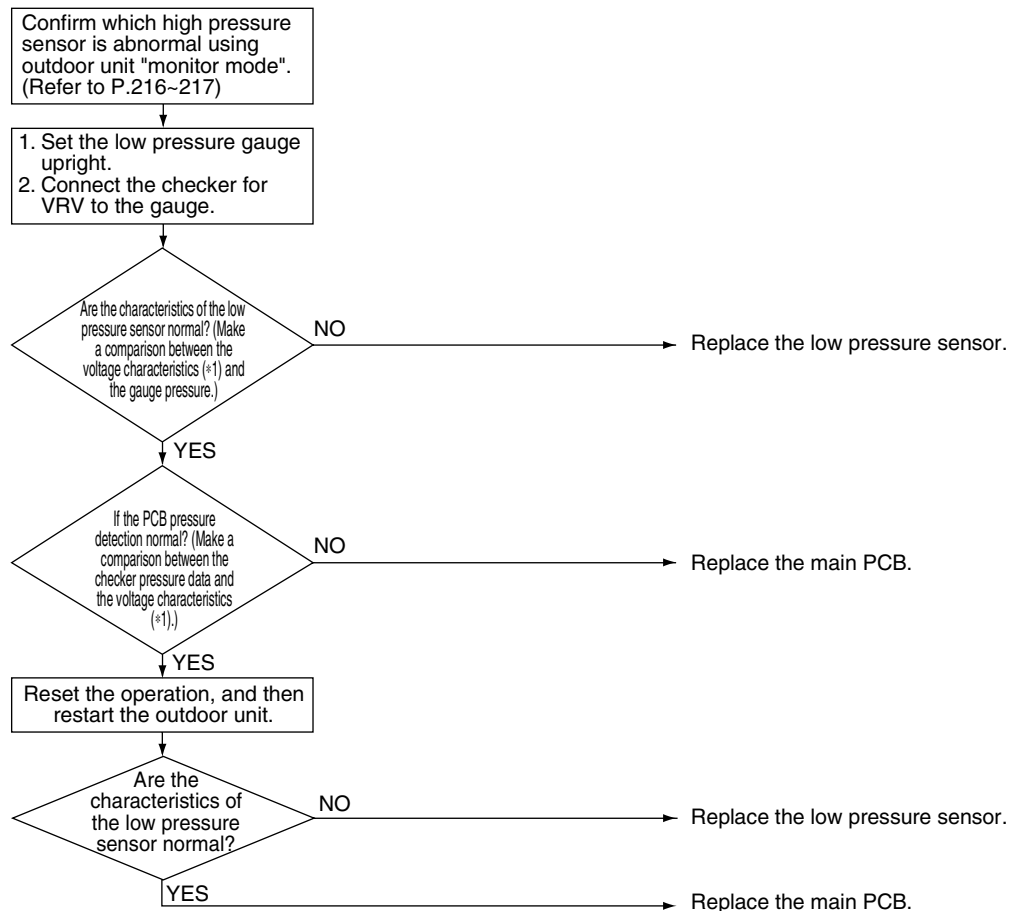 Confirm which high pressure
sensor is abnormal using
outdoor unit "monitor mode".
(Refer to P.216~217)
1. Set the low pressure gauge
upright.
2. Connect the checker for
VRV to the gauge.
Are the characteristics of the low
pressure sensor normal? (Make
a comparison between the
voltage characteristics (*1) and
the gauge pressure.)
NO
Replace the low pressure sensor.
YES
If the PCB pressure
detection normal? (Make a
comparison between the
checker pressure data and
the voltage characteristics
(*1).)
NO
Replace the main PCB.
YES
Reset the operation, and then
restart the outdoor unit.
Are the
characteristics of
the low pressure
sensor normal?
NO
Replace the low pressure sensor.
YES
Replace the main PCB.